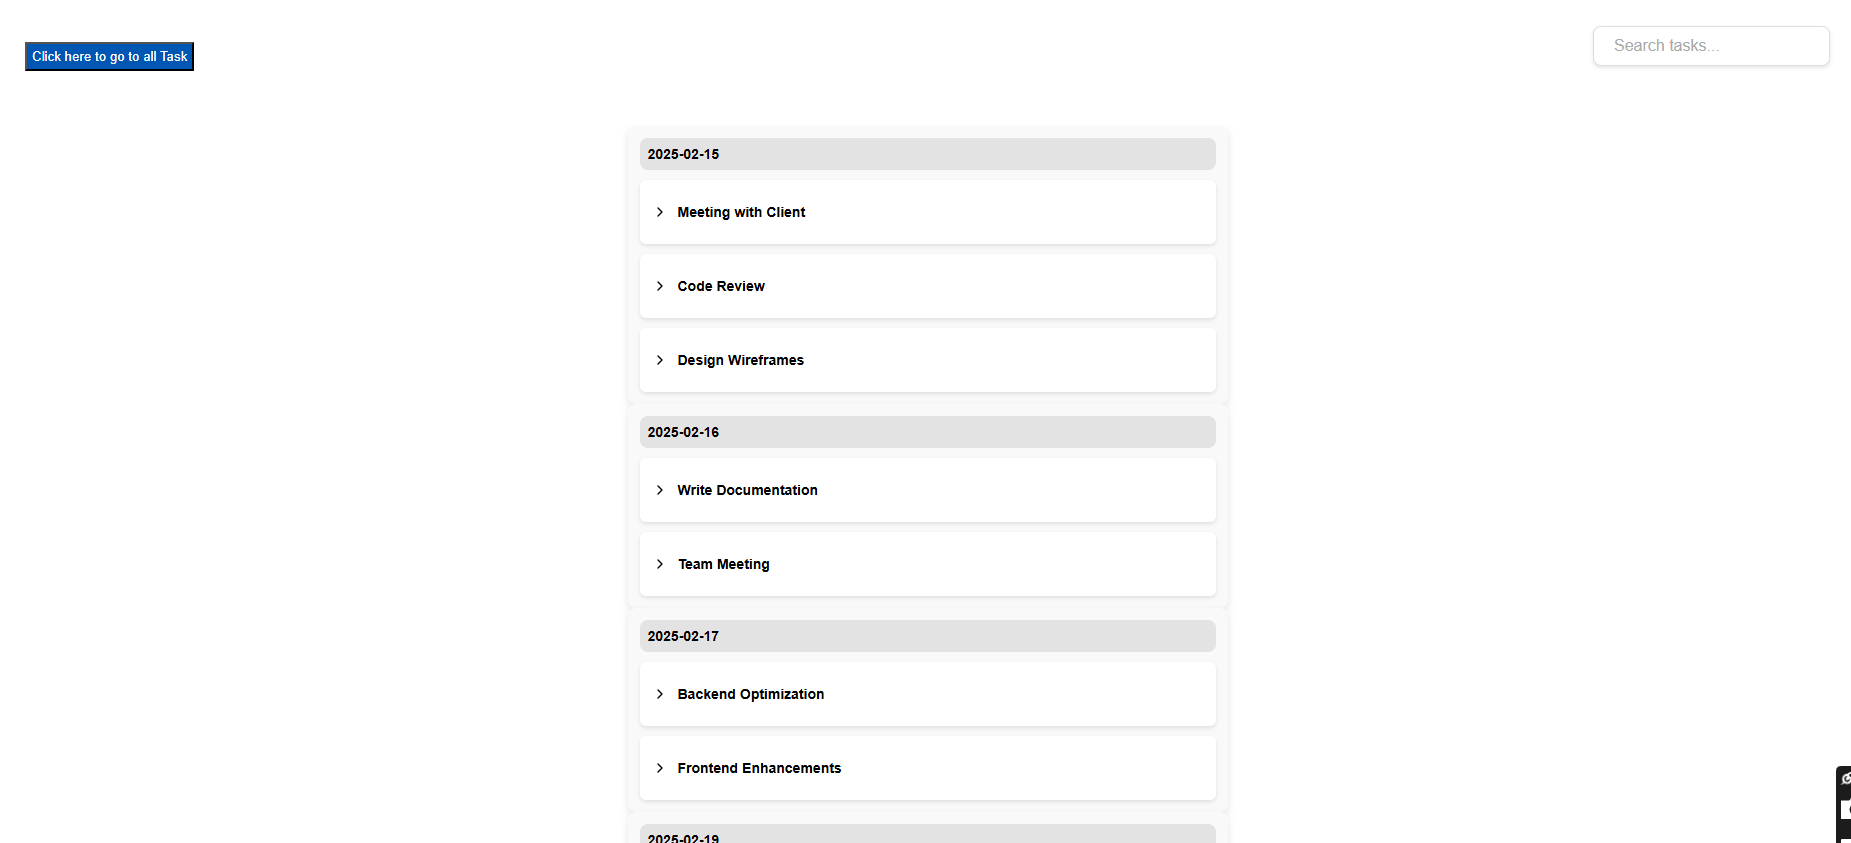 Click here to go to all Task
Search tasks...
2025-02-15
Meeting with Client
Code Review
Design Wireframes
2025-02-16
Write Documentation
Team Meeting
2025-02-17
Backend Optimization
Frontend Enhancements
2025-02-19